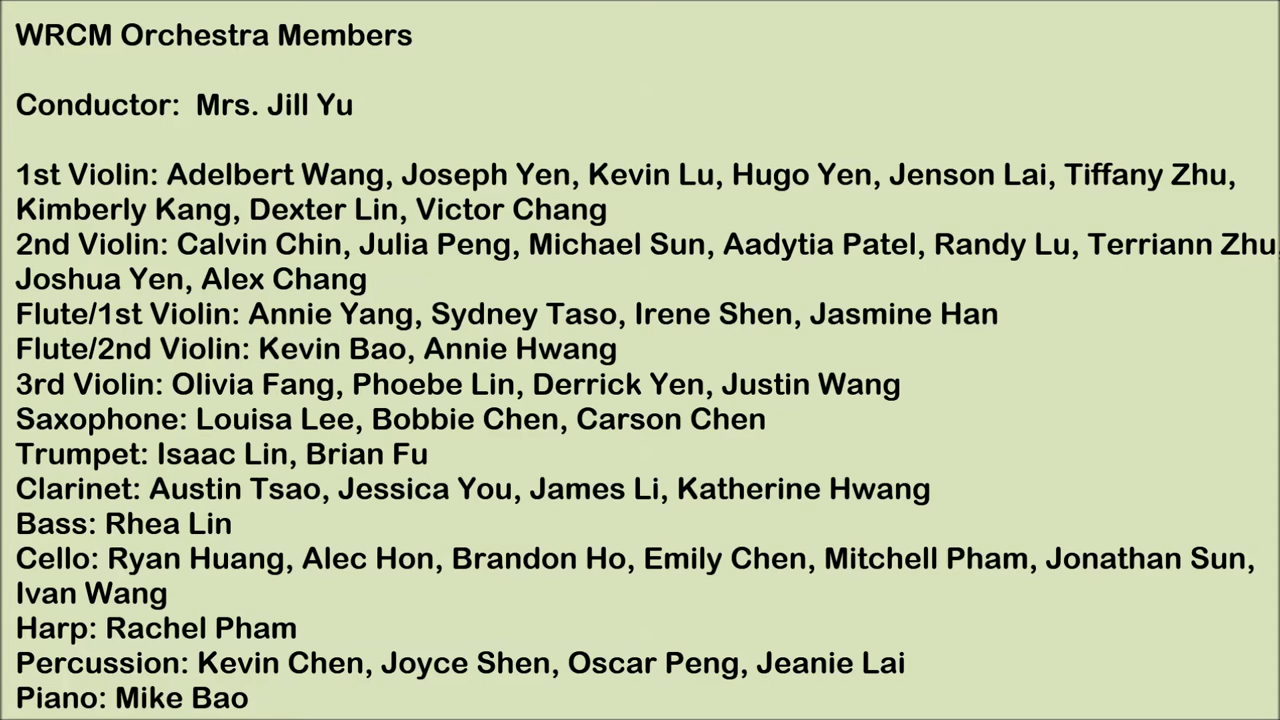 WRCM Orchestra Members
Conductor:  Mrs. Jill Yu
1st Violin: Adelbert Wang, Joseph Yen, Kevin Lu, Hugo Yen, Jenson Lai, Tiffany Zhu,
Kimberly Kang, Dexter Lin, Victor Chang
2nd Violin: Calvin Chin, Julia Peng, Michael Sun, Aadytia Patel, Randy Lu, Terriann Zhu,
Joshua Yen, Alex Chang
Flute/1st Violin: Annie Yang, Sydney Taso, Irene Shen, Jasmine Han
Flute/2nd Violin: Kevin Bao, Annie Hwang
3rd Violin: Olivia Fang, Phoebe Lin, Derrick Yen, Justin Wang
Saxophone: Louisa Lee, Bobbie Chen, Carson Chen
Trumpet: Isaac Lin, Brian Fu
Clarinet: Austin Tsao, Jessica You, James Li, Katherine Hwang
Bass: Rhea Lin
Cello: Ryan Huang, Alec Hon, Brandon Ho, Emily Chen, Mitchell Pham, Jonathan Sun,
Ivan Wang
Harp: Rachel Pham
Percussion: Kevin Chen, Joyce Shen, Oscar Peng, Jeanie Lai
Piano: Mike Bao